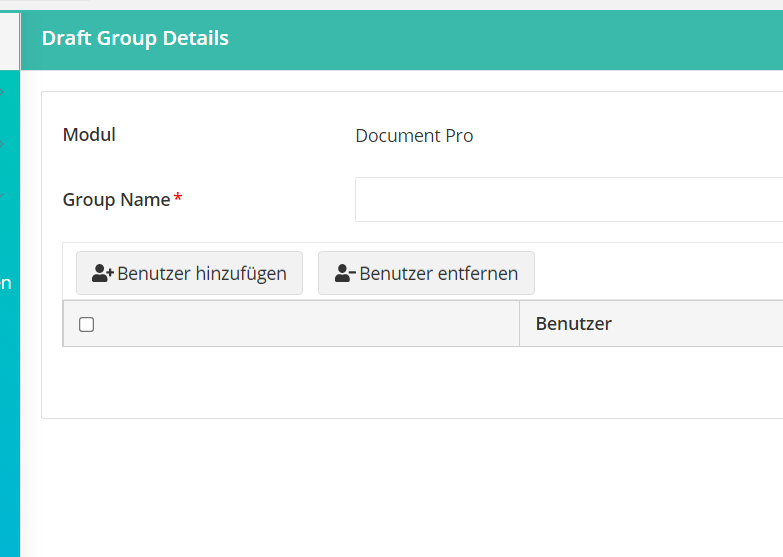 Draft Group Details
Modul
Document Pro
Group Name*
Benutzer hinzufügen
Benutzer entfernen
Benutzer